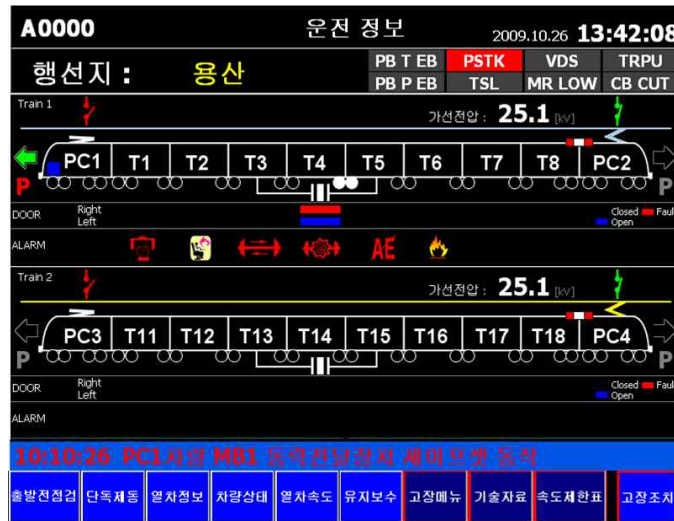 A0000 운전 정보 2009.10.26 13:42:08
행선지 : 용산
PB T EB PSTK VDS TRPU
PB P EB TSL MR LOW CB CUT
Train 1
가선전압 : 25.1 [kV]
PC1 T1 T2 T3 T4 T5 T6 T7 T8 PC2
P P
DOOR Right Left Closed Faul Open
ALARM AE
Train 2
가선전압 : 25.1 [kV]
PC3 T11 T12 T13 T14 T15 T16 T17 T18 PC4
P P
DOOR Right Left Closed Faul Open
ALARM
10:10:26 PC1차량 MB1 동력전달장치 세이프셋 동작
출발전점검 단독제동 열차정보 차량상태 열차속도 유지보수 고장메뉴 기술자료 속도제한표 고장조치